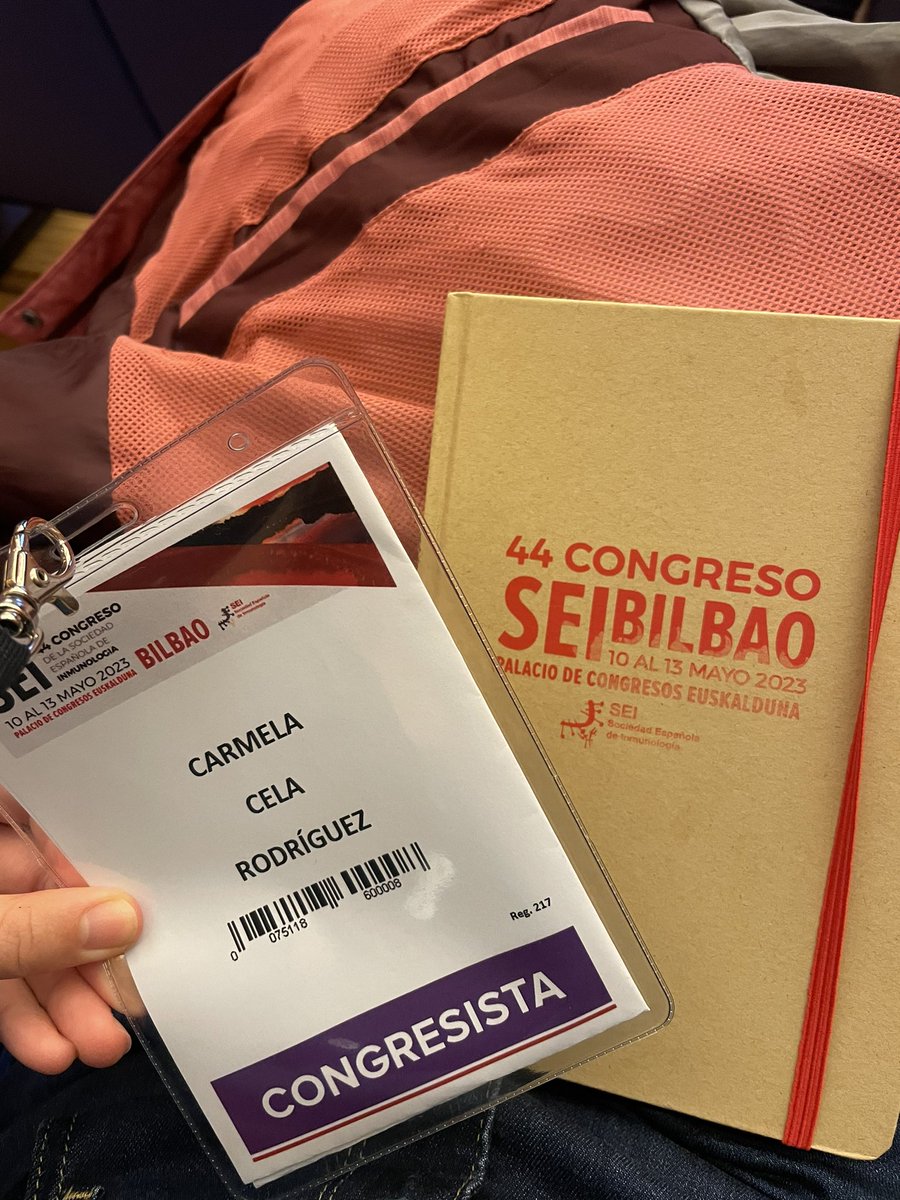 44 CONGRESO
DE LA SOCIEDAD
ESPAÑOLA DE
INMUNOLOGIA
SEI
BILBAO
10 AL 13 MAYO 2023
PALACIO DE CONGRESOS EUSKALDUNA
SEI
Sociedad Española
de Inmunología
CARMELA
CELA
RODRÍGUEZ
0 075118 600008
Reg. 217
CONGRESISTA
44 CONGRESO
SEI BILBAO
10 AL 13 MAYO 2023
PALACIO DE CONGRESOS EUSKALDUNA
SEI
Sociedad Española
de Inmunología